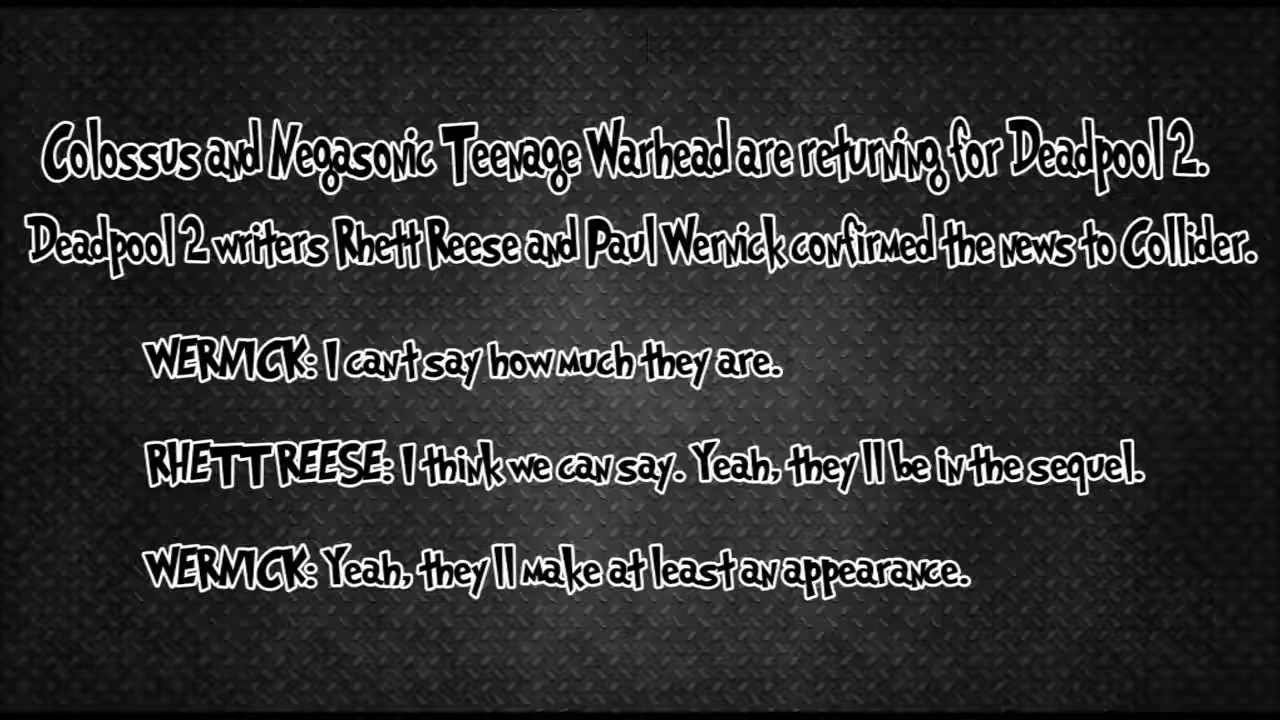 Colossus and Negasonic Teenage Warhead are returning for Deadpool 2.
Deadpool 2 writers Rhett Reese and Paul Wernick confirmed the news to Collider.
WERNICK: I can't say how much they are.
RHETT REESE: I think we can say. Yeah, they'll be in the sequel.
WERNICK: Yeah, they'll make at least an appearance.